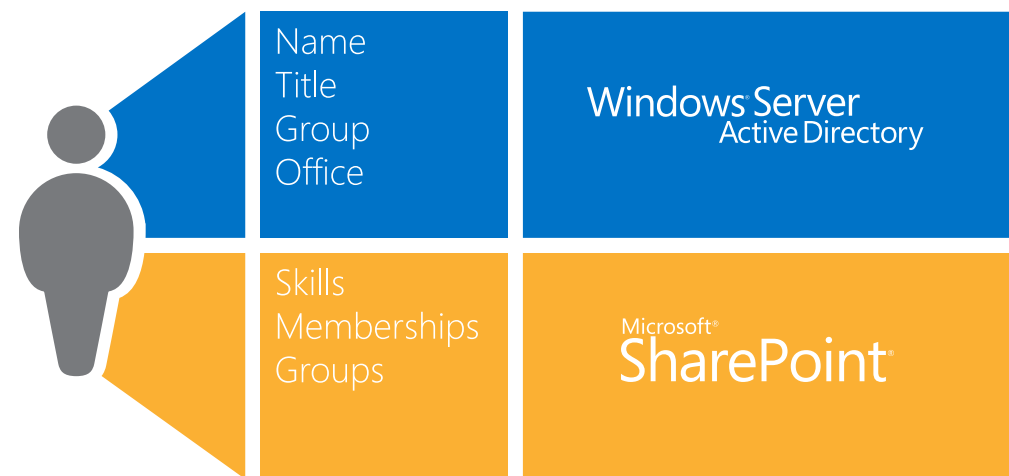 Name
Title
Group
Office
Windows Server
Active Directory
Skills
Memberships
Groups
Microsoft®
SharePoint®